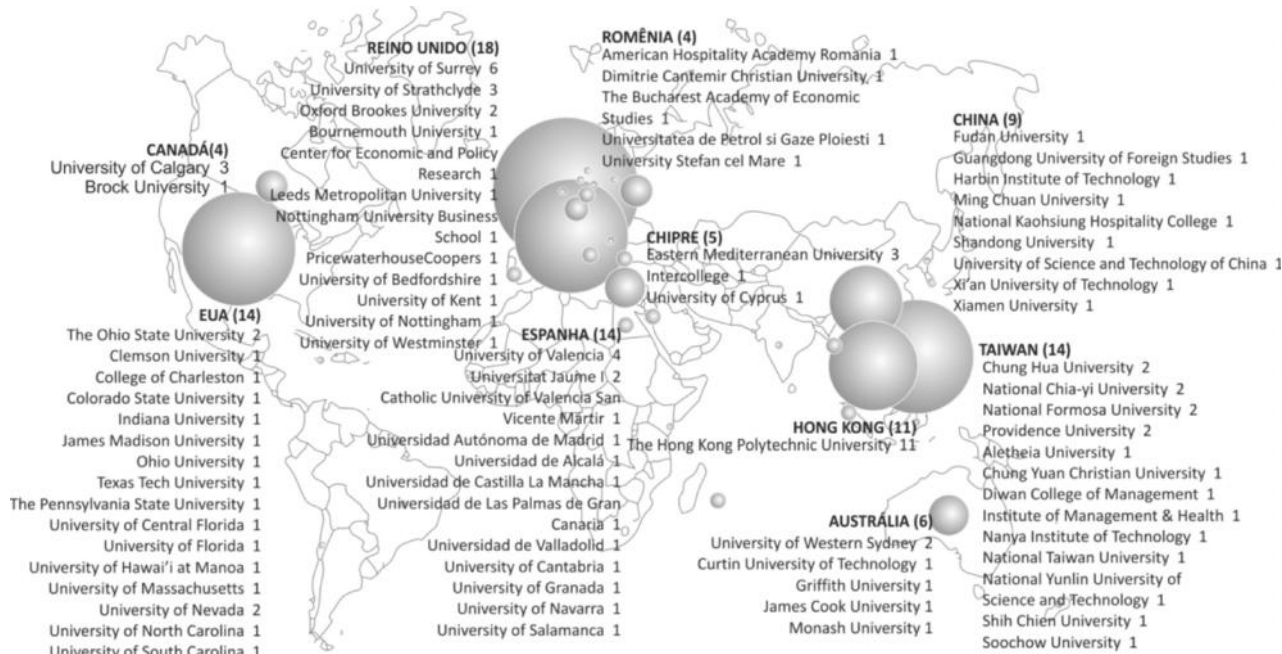 REINO UNIDO (18)
University of Surrey 6
University of Strathclyde 3
Oxford Brookes University 2
Bournemouth University 1
Center for Economic and Policy
Research 1
Leeds Metropolitan University 1
Nottingham University Business
School 1
PricewaterhouseCoopers 1
University of Bedfordshire 1
University of Kent 1
University of Nottingham 1
University of Westminster 1
ROMÊNIA (4)
American Hospitality Academy Romania 1
Dimitrie Cantemir Christian University 1
The Bucharest Academy of Economic
Studies 1
Universitatea de Petrol si Gaze Ploiesti 1
University Stefan cel Mare 1
CHINA (9)
Fudan University 1
Guangdong University of Foreign Studies 1
Harbin Institute of Technology 1
Ming Chuan University 1
National Kaohsiung Hospitality College 1
Shandong University 1
University of Science and Technology of China 1
Xi'an University of Technology 1
Xiamen University 1
CANADÁ(4)
University of Calgary 3
Brock University 1
CHIPRE (5)
Eastern Mediterranean University 3
Intercollege 1
University of Cyprus 1
EUA (14)
The Ohio State University 2
Clemson University 1
College of Charleston 1
Colorado State University 1
Indiana University 1
James Madison University 1
Ohio University 1
Texas Tech University 1
The Pennsylvania State University 1
University of Central Florida 1
University of Florida 1
University of Hawai'i at Manoa 1
University of Massachusetts 1
University of Nevada 2
University of North Carolina 1
University of South Carolina 1
ESPANHA (14)
University of Valencia 4
Universitat Jaume I 2
Catholic University of Valencia San
Vicente Mártir 1
Universidad Autónoma de Madrid 1
Universidad de Alcalá 1
Universidad de Castilla La Mancha 1
Universidad de Las Palmas de Gran
Canaria 1
Universidad de Valladolid 1
University of Cantabria 1
University of Granada 1
University of Navarra 1
University of Salamanca 1
HONG KONG (11)
The Hong Kong Polytechnic University 11
TAIWAN (14)
Chung Hua University 2
National Chia-yi University 2
National Formosa University 2
Providence University 2
Aletheia University 1
Chung Yuan Christian University 1
Diwan College of Management 1
Institute of Management & Health 1
Nanya Institute of Technology 1
National Taiwan University 1
National Yunlin University of
Science and Technology 1
Shih Chien University 1
Soochow University 1
AUSTRÁLIA (6)
University of Western Sydney 2
Curtin University of Technology 1
Griffith University 1
James Cook University 1
Monash University 1